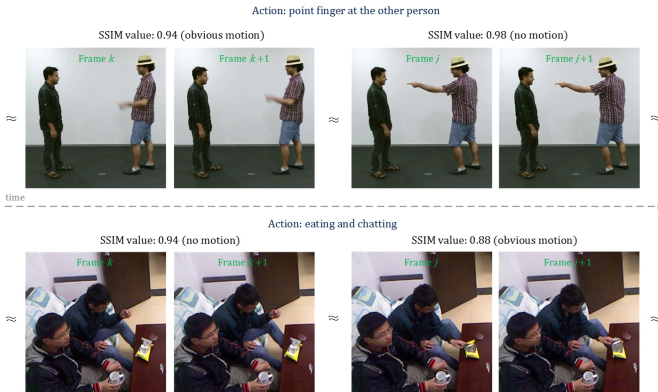 Action: point finger at the other person
SSIM value: 0.94 (obvious motion)
SSIM value: 0.98 (no motion)
Frame k
Frame k+1
Frame j
Frame j+1
≈
≈
≈
time
Action: eating and chatting
SSIM value: 0.94 (no motion)
SSIM value: 0.88 (obvious motion)
Frame k
Frame k+1
Frame j
Frame j+1
≈
≈
≈